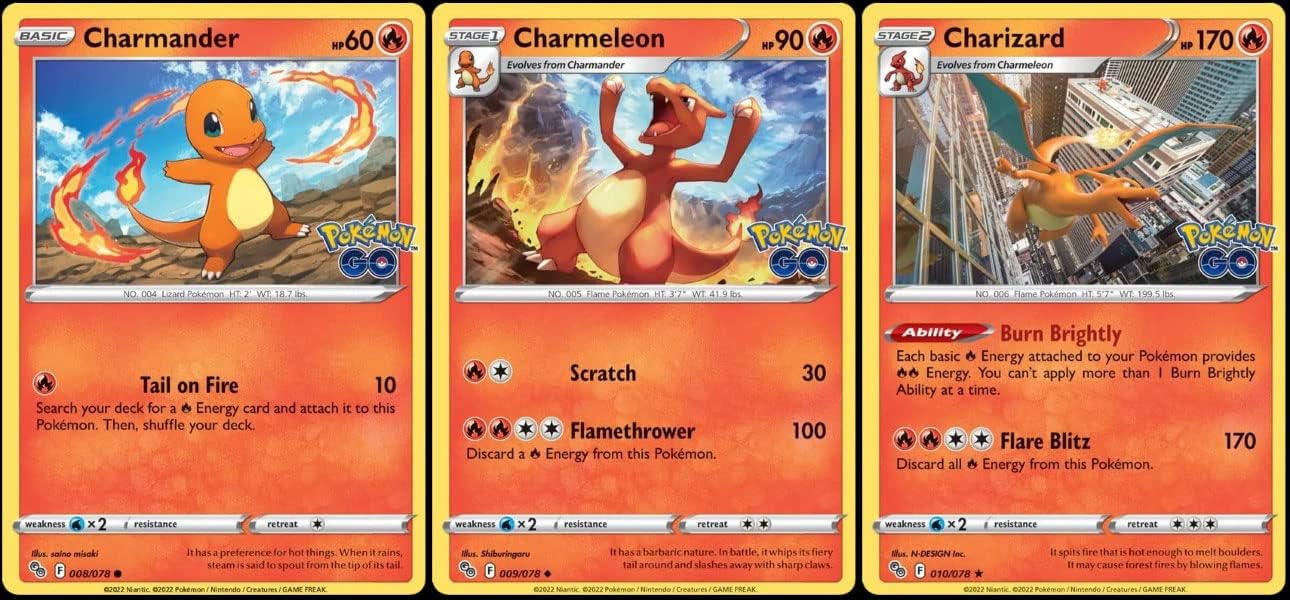 BASIC Charmander HP 60
POKÉMON GO ™
NO. 004 Lizard Pokémon HT: 2' WT: 18.7 lbs.
Tail on Fire 10
Search your deck for a Energy card and attach it to this
Pokémon. Then, shuffle your deck.
weakness ×2 resistance retreat
Illus. saino misaki
It has a preference for hot things. When it rains,
steam is said to spout from the tip of its tail.
F 008/078
©2022 Niantic. ©2022 Pokémon / Nintendo / Creatures / GAME FREAK.
STAGE1 Charmeleon HP 90
Evolves from Charmander
POKÉMON GO ™
NO. 005 Flame Pokémon HT: 3'7" WT: 41.9 lbs.
Scratch 30
Flamethrower 100
Discard a Energy from this Pokémon.
weakness ×2 resistance retreat
Illus. Shiburingaru
It has a barbaric nature. In battle, it whips its fiery
tail around and slashes away with sharp claws.
F 009/078
©2022 Niantic. ©2022 Pokémon / Nintendo / Creatures / GAME FREAK.
STAGE2 Charizard HP 170
Evolves from Charmeleon
POKÉMON GO ™
NO. 006 Flame Pokémon HT: 5'7" WT: 199.5 lbs.
Ability Burn Brightly
Each basic Energy attached to your Pokémon provides
Energy. You can't apply more than 1 Burn Brightly
Ability at a time.
Flare Blitz 170
Discard all Energy from this Pokémon.
weakness ×2 resistance retreat
Illus. N-DESIGN Inc.
It spits fire that is hot enough to melt boulders.
It may cause forest fires by blowing flames.
F 010/078
©2022 Niantic. ©2022 Pokémon / Nintendo / Creatures / GAME FREAK.